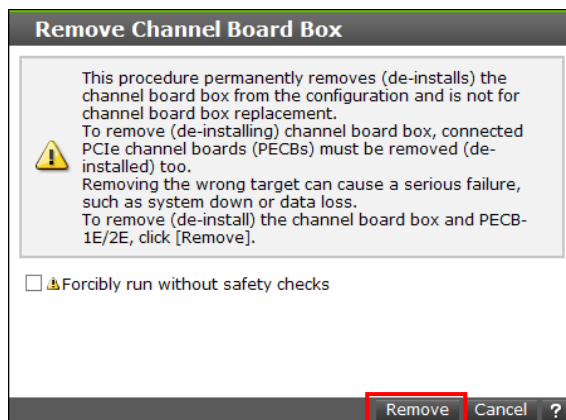 Remove Channel Board Box
This procedure permanently removes (de-installs) the
channel board box from the configuration and is not for
channel board box replacement.
To remove (de-installing) channel board box, connected
PCIe channel boards (PECBs) must be removed (de-
installed) too.
Removing the wrong target can cause a serious failure,
such as system down or data loss.
To remove (de-install) the channel board box and PECB-
1E/2E, click [Remove].
Forcibly run without safety checks
Remove Cancel ?